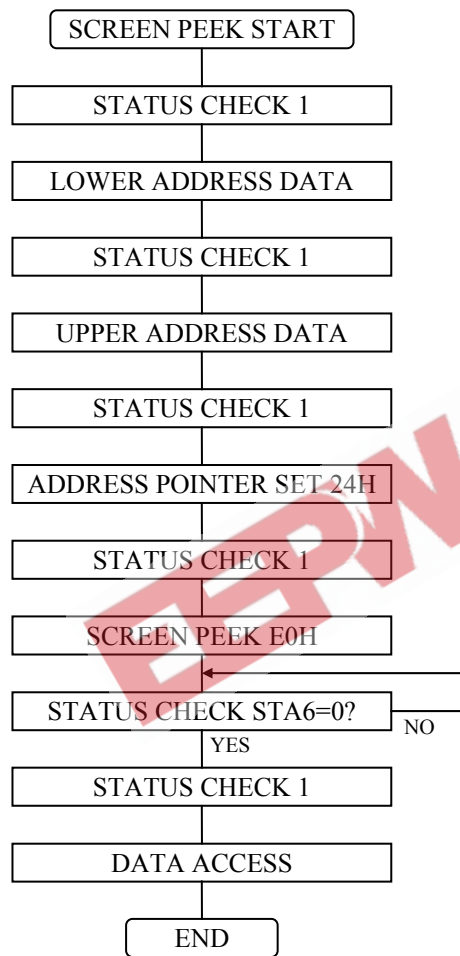 SCREEN PEEK START
STATUS CHECK 1
LOWER ADDRESS DATA
STATUS CHECK 1
UPPER ADDRESS DATA
STATUS CHECK 1
ADDRESS POINTER SET 24H
STATUS CHECK 1
SCREEN PEEK E0H
STATUS CHECK STA6=0?
NO
YES
STATUS CHECK 1
DATA ACCESS
END
EEPW